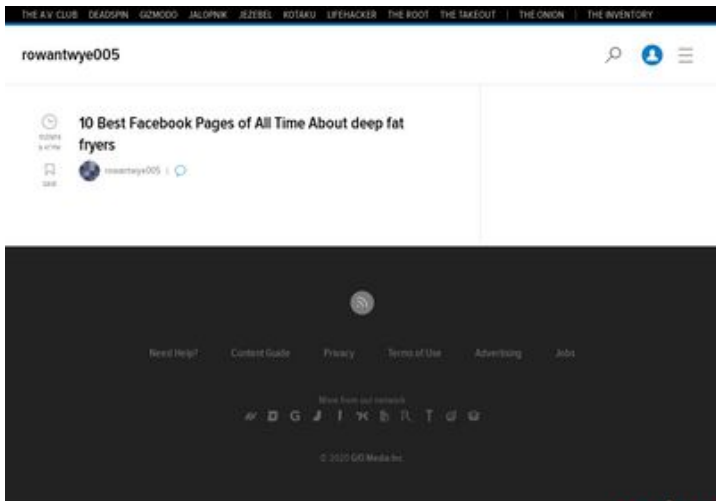 THE A.V. CLUB DEADSPIN GIZMODO JALOPNIK JEZEBEL KOTAKU LIFEHACKER THE ROOT THE TAKEOUT | THE ONION | THE INVENTORY
rowantwye005
10 Best Facebook Pages of All Time About deep fat
fryers
rowantwye005 |
SAVE
Need Help? Content Guide Privacy Terms of Use Advertising Jobs
More from our network
© 2020 G/O Media Inc.